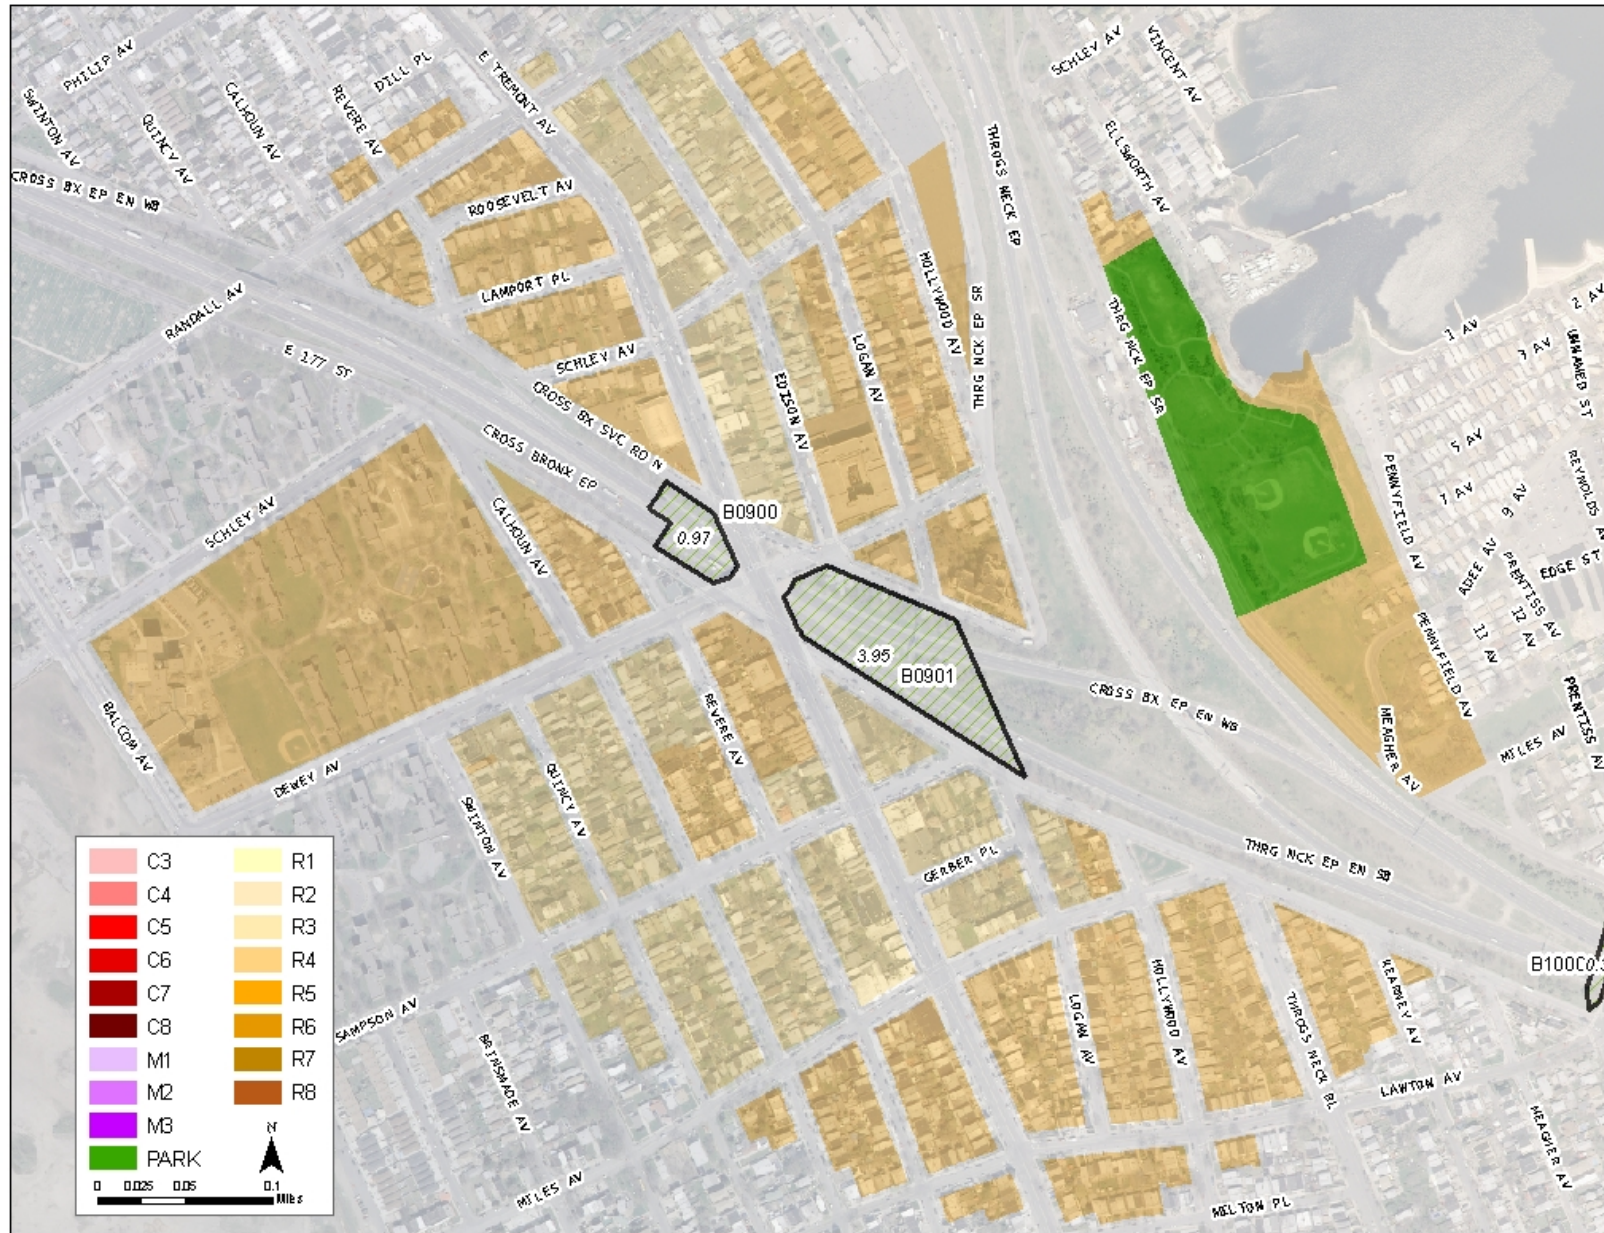 PHILIP AV
SWINTON AV
QUINCY AV
CALHOUN AV
REVERE AV
DILL PL
E TREMONT AV
SCHLEY AV
VINCENT AV
ELLSWORTH AV
THROGS NECK EP
CROSS BX EP EN WB
ROOSEVELT AV
LAMPORT PL
RANDALL AV
E 177 ST
SCHLEY AV
CROSS BX SVC RD N
CROSS BRONX EP
EDISON AV
LOGAN AV
HOLLYWOOD AV
THRG NCK EP SR
THRG NCK EP SR
1 AV
2 AV
3 AV
UNNAMED ST
5 AV
7 AV
9 AV
REYNOLDS A
PENNYFIELD AV
ADEE AV
PRENTISS AV
EDGE ST
12 AV
11 AV
PENNYFIELD AV
PRENTISS AV
MILES AV
MEAGHER AV
SCHLEY AV
CALHOUN AV
B0900
0.97
3.95
B0901
CROSS BX EP EN WB
BALCOM AV
DEWEY AV
REVERE AV
QUINCY AV
SWINTON AV
GERBER PL
THRG NCK EP EN SB
SAMPSON AV
BRINSMADE AV
MILES AV
LOGAN AV
HOLLYWOOD AV
THROGS NECK BL
KEARNEY AV
LAWTON AV
MEAGHER AV
MILTON PL
B1000
C3 R1
C4 R2
C5 R3
C6 R4
C7 R5
C8 R6
M1 R7
M2 R8
M3
PARK
N
0 0.025 0.05 0.1
Miles